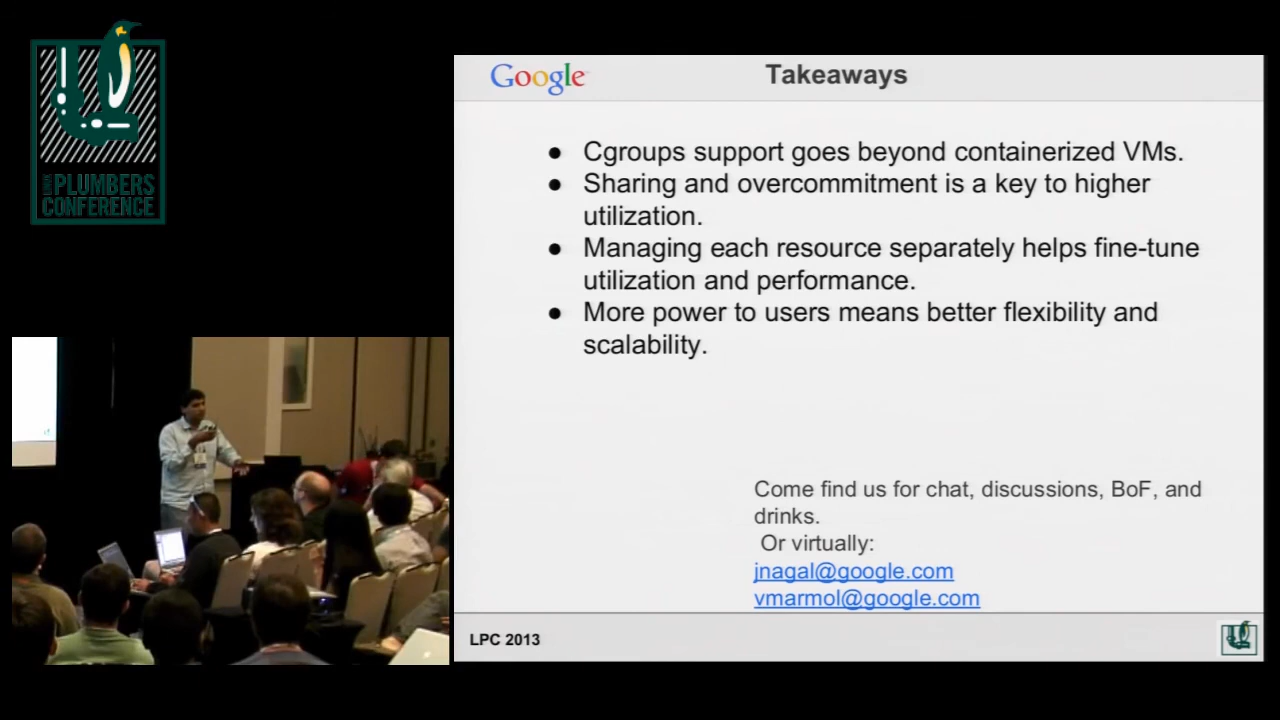 LINUX
PLUMBERS
CONFERENCE
Google
Takeaways
● Cgroups support goes beyond containerized VMs.
● Sharing and overcommitment is a key to higher
utilization.
● Managing each resource separately helps fine-tune
utilization and performance.
● More power to users means better flexibility and
scalability.
Come find us for chat, discussions, BoF, and
drinks.
Or virtually:
jnagal@google.com
vmarmol@google.com
LPC 2013